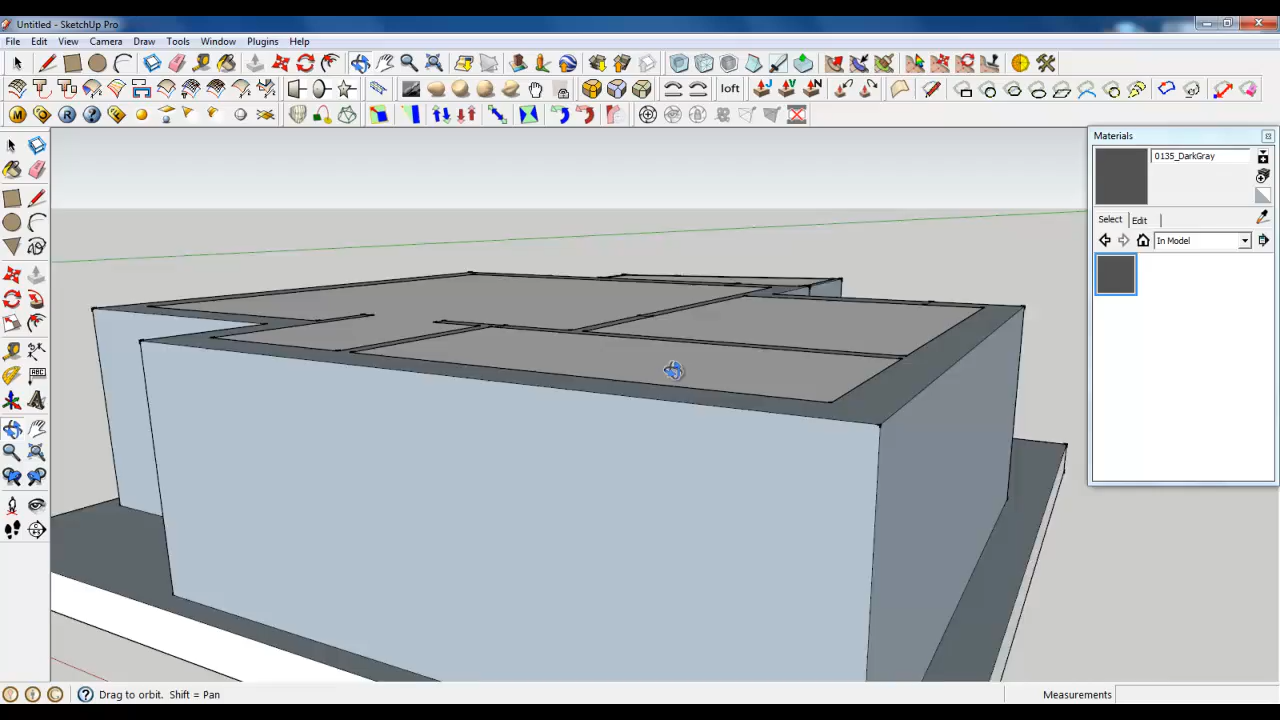 Untitled - SketchUp Pro
File Edit View Camera Draw Tools Window Plugins Help
loft
M R ?
Materials
0135_DarkGray
Select Edit
In Model
ABC
Drag to orbit. Shift = Pan
Measurements